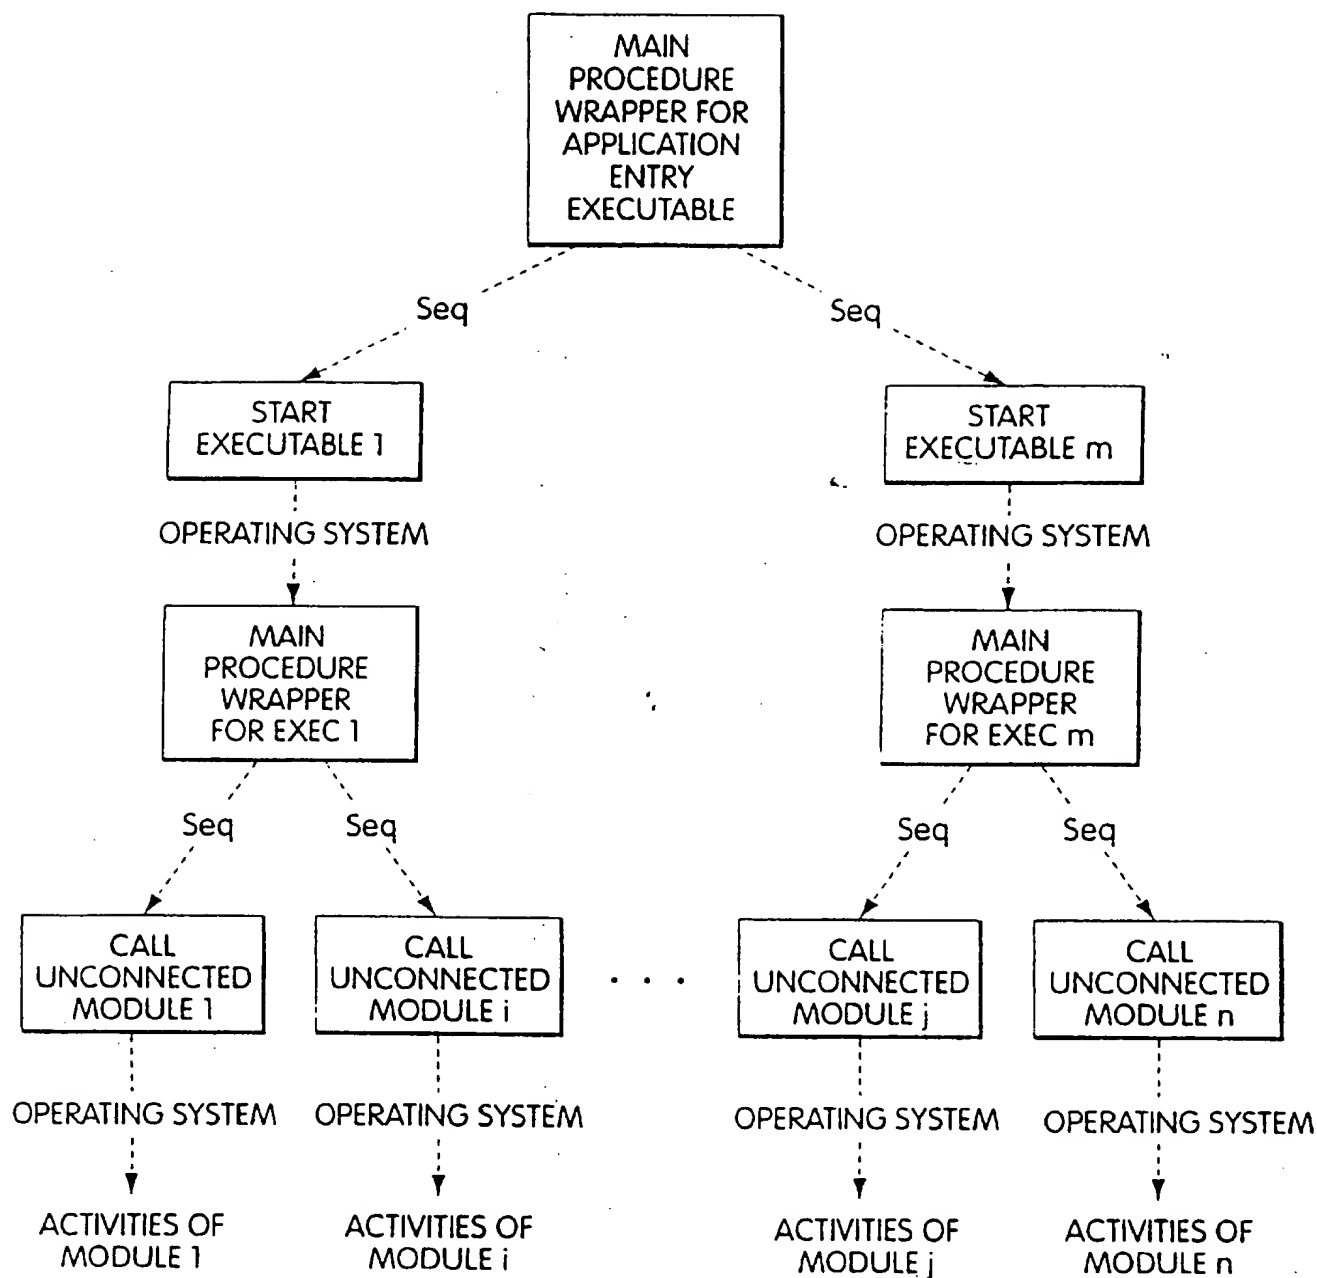 MAIN
PROCEDURE
WRAPPER FOR
APPLICATION
ENTRY
EXECUTABLE
Seq
Seq
START
EXECUTABLE 1
START
EXECUTABLE m
OPERATING SYSTEM
OPERATING SYSTEM
MAIN
PROCEDURE
WRAPPER
FOR EXEC 1
MAIN
PROCEDURE
WRAPPER
FOR EXEC m
Seq
Seq
Seq
Seq
CALL
UNCONNECTED
MODULE 1
CALL
UNCONNECTED
MODULE i
. . .
CALL
UNCONNECTED
MODULE j
CALL
UNCONNECTED
MODULE n
OPERATING SYSTEM
OPERATING SYSTEM
OPERATING SYSTEM
OPERATING SYSTEM
ACTIVITIES OF
MODULE 1
ACTIVITIES OF
MODULE i
ACTIVITIES OF
MODULE j
ACTIVITIES OF
MODULE n